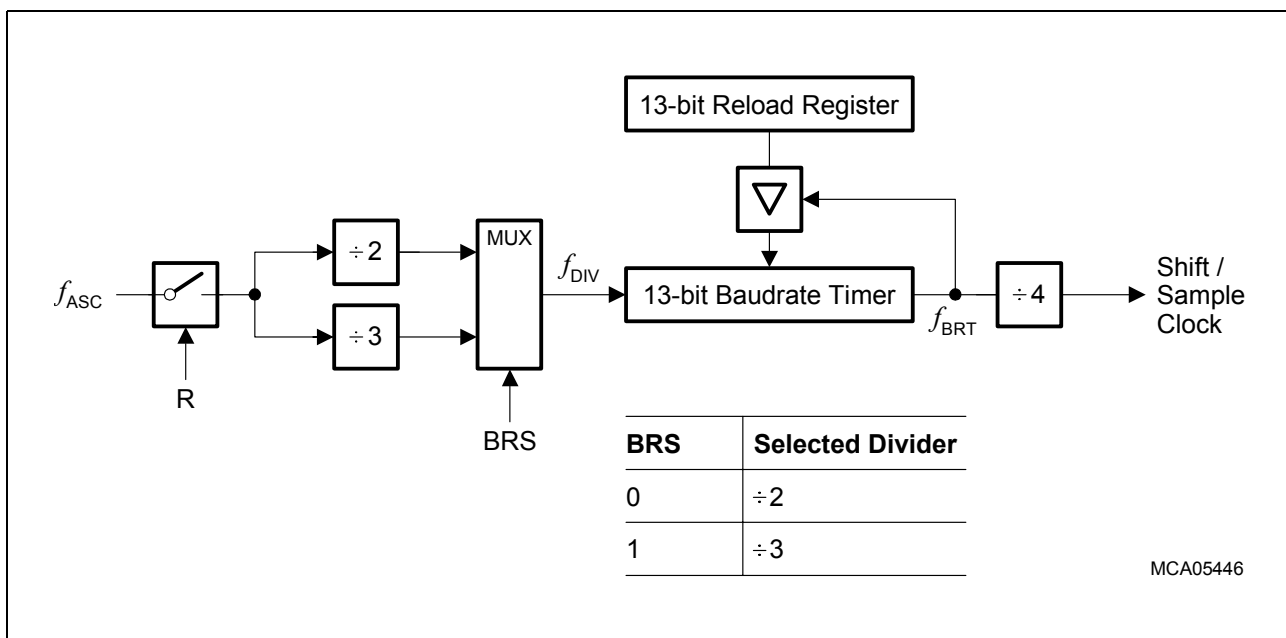 13-bit Reload Register
÷2
MUX
f_ASC
f_DIV
13-bit Baudrate Timer
÷4
Shift /
Sample
Clock
÷3
f_BRT
R
BRS
BRS Selected Divider
0 ÷2
1 ÷3
MCA05446